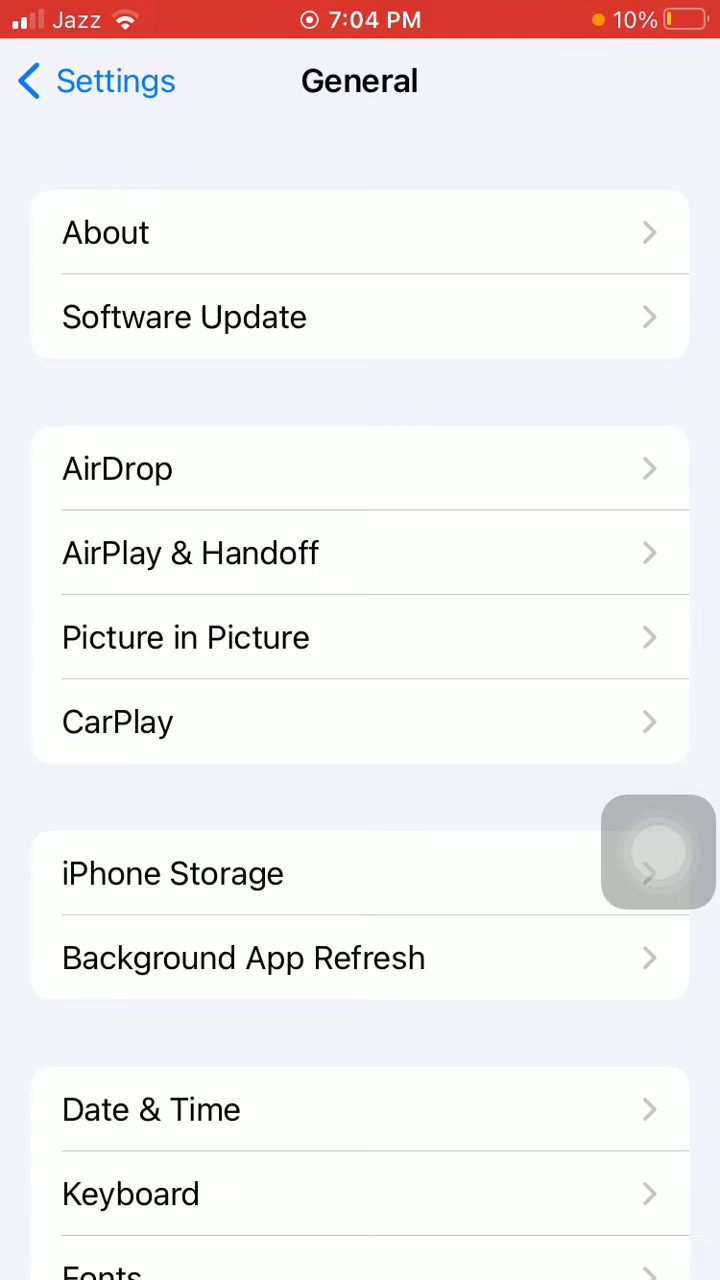 Jazz 7:04 PM 10%
Settings General
About
Software Update
AirDrop
AirPlay & Handoff
Picture in Picture
CarPlay
iPhone Storage
Background App Refresh
Date & Time
Keyboard
Fonts